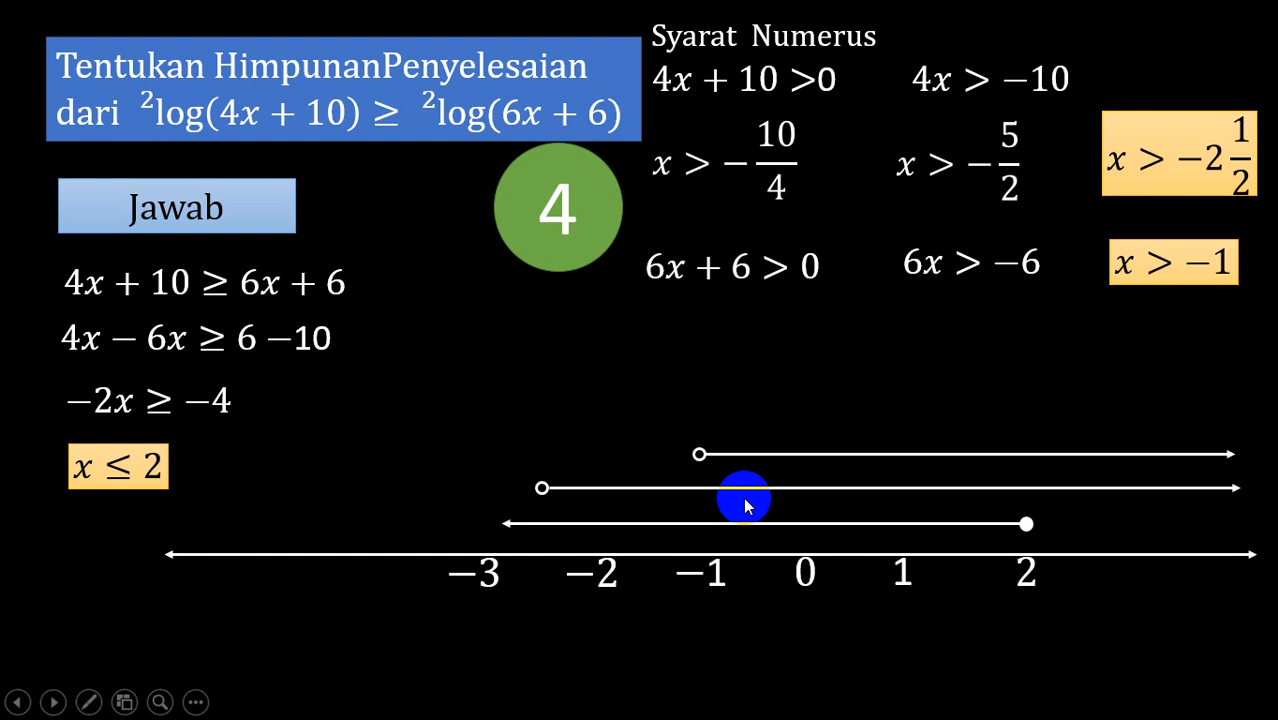 Tentukan HimpunanPenyelesaian
dari ²log(4x + 10) ≥ ²log(6x + 6)
Jawab
4x + 10 ≥ 6x + 6
4x − 6x ≥ 6 −10
−2x ≥ −4
x ≤ 2
4
Syarat Numerus
4x + 10 >0 4x > −10
x > −10/4 x > −5/2 x > −2 1/2
6x + 6 > 0 6x > −6 x > −1
−3 −2 −1 0 1 2